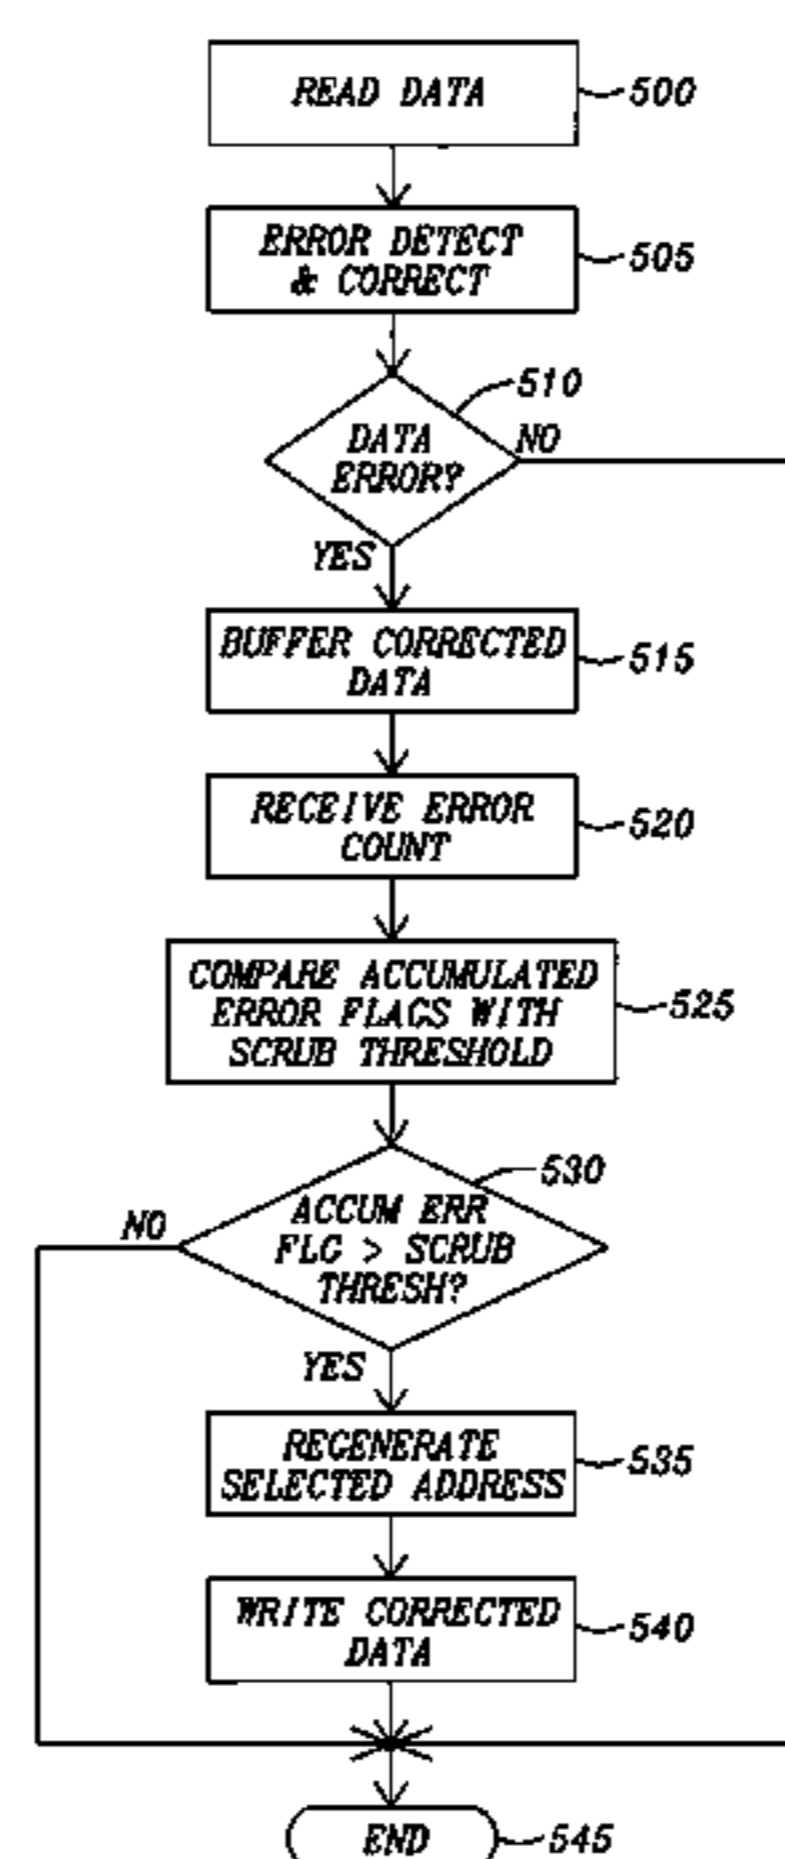 READ DATA
500
ERROR DETECT
& CORRECT
505
510
DATA
ERROR?
NO
YES
BUFFER CORRECTED
DATA
515
RECEIVE ERROR
COUNT
520
COMPARE ACCUMULATED
ERROR FLAGS WITH
SCRUB THRESHOLD
525
530
ACCUM ERR
FLG > SCRUB
THRESH?
NO
YES
REGENERATE
SELECTED ADDRESS
535
WRITE CORRECTED
DATA
540
END
545